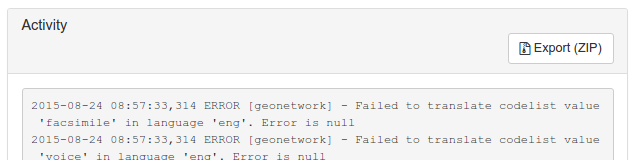 Activity
Export (ZIP)
2015-08-24 08:57:33,314 ERROR [geonetwork] - Failed to translate codelist value
'facsimile' in language 'eng'. Error is null
2015-08-24 08:57:33,314 ERROR [geonetwork] - Failed to translate codelist value
'voice' in language 'eng'. Error is null